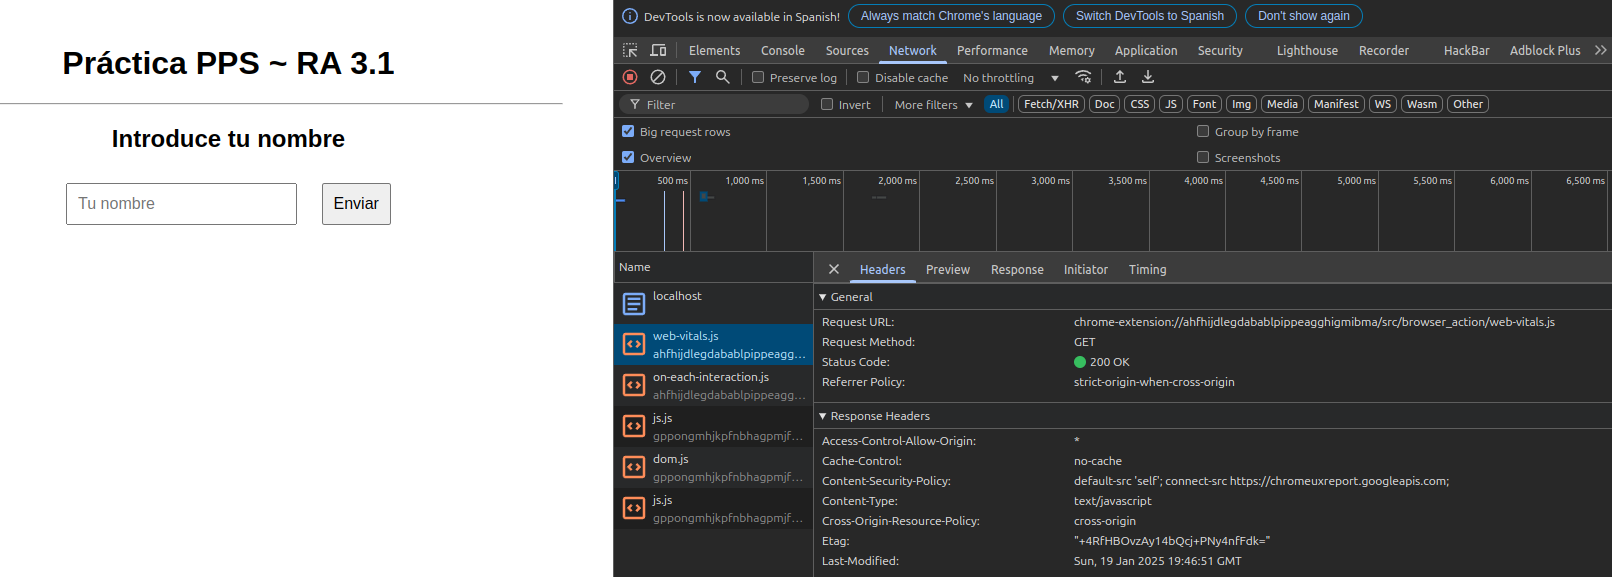 Práctica PPS ~ RA 3.1
Introduce tu nombre
Tu nombre
Enviar
DevTools is now available in Spanish! Always match Chrome's language Switch DevTools to Spanish Don't show again
Elements Console Sources Network Performance Memory Application Security Lighthouse Recorder HackBar Adblock Plus
Preserve log Disable cache No throttling
Filter Invert More filters All Fetch/XHR Doc CSS JS Font Img Media Manifest WS Wasm Other
Big request rows Group by frame
Overview Screenshots
500 ms 1,000 ms 1,500 ms 2,000 ms 2,500 ms 3,000 ms 3,500 ms 4,000 ms 4,500 ms 5,000 ms 5,500 ms 6,000 ms 6,500 ms
Name
localhost
web-vitals.js
ahfhijdlegdabablpippeagg...
on-each-interaction.js
ahfhijdlegdabablpippeagg...
js.js
gppongmhjkpfnbhagpmjf...
dom.js
gppongmhjkpfnbhagpmjf...
js.js
gppongmhjkpfnbhagpmjf...
Headers Preview Response Initiator Timing
General
Request URL: chrome-extension://ahfhijdlegdabablpippeagghigmibma/src/browser_action/web-vitals.js
Request Method: GET
Status Code: 200 OK
Referrer Policy: strict-origin-when-cross-origin
Response Headers
Access-Control-Allow-Origin: *
Cache-Control: no-cache
Content-Security-Policy: default-src 'self'; connect-src https://chromeuxreport.googleapis.com;
Content-Type: text/javascript
Cross-Origin-Resource-Policy: cross-origin
Etag: "+4RfHBOvzAy14bQcj+PNy4nfFdk="
Last-Modified: Sun, 19 Jan 2025 19:46:51 GMT